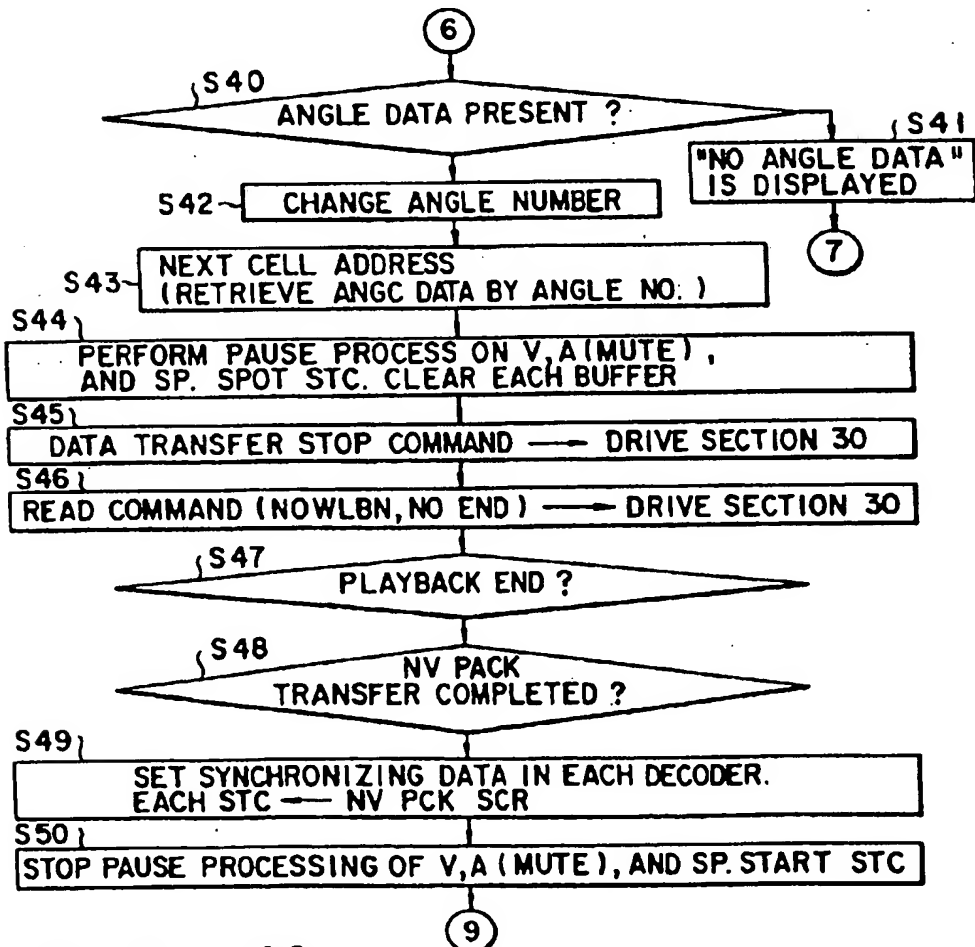 6
S40
ANGLE DATA PRESENT ?
S41
"NO ANGLE DATA"
IS DISPLAYED
7
S42
CHANGE ANGLE NUMBER
S43
NEXT CELL ADDRESS
(RETRIEVE ANGC DATA BY ANGLE NO. )
S44
PERFORM PAUSE PROCESS ON V,A(MUTE),
AND SP. SPOT STC. CLEAR EACH BUFFER
S45
DATA TRANSFER STOP COMMAND → DRIVE SECTION 30
S46
READ COMMAND (NOWLBN, NO END) → DRIVE SECTION 30
S47
PLAYBACK END ?
S48
NV PACK
TRANSFER COMPLETED ?
S49
SET SYNCHRONIZING DATA IN EACH DECODER.
EACH STC ← NV PCK SCR
S50
STOP PAUSE PROCESSING OF V,A (MUTE), AND SP. START STC
9